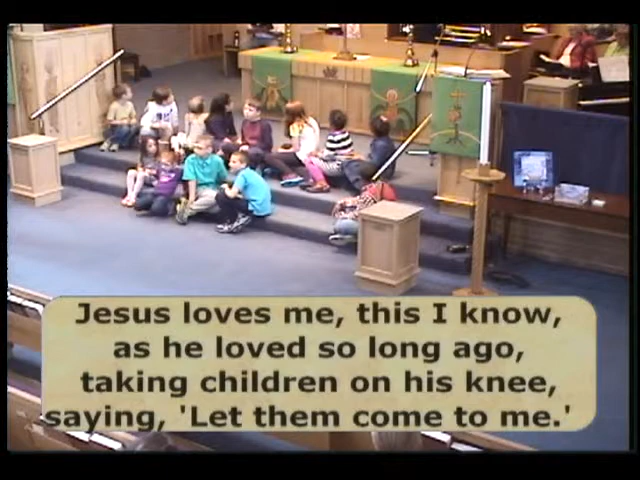 Jesus loves me, this I know,
as he loved so long ago,
taking children on his knee,
saying, 'Let them come to me.'